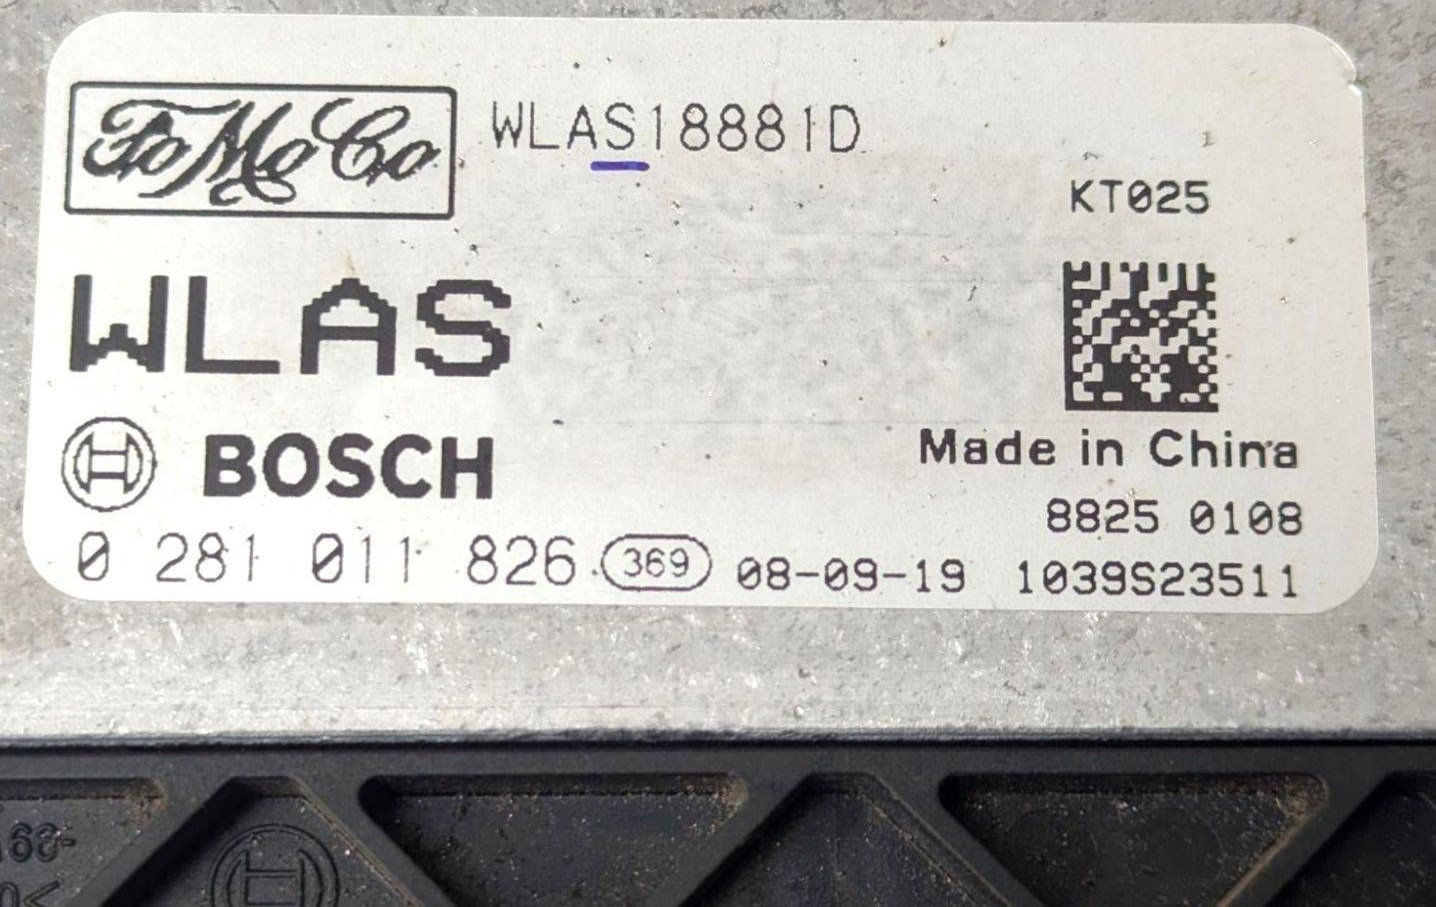 FoMoCo WLAS18881D
KT025
WLAS
BOSCH
Made in China
8825 0108
0 281 011 826 369 08-09-19 1039S23511